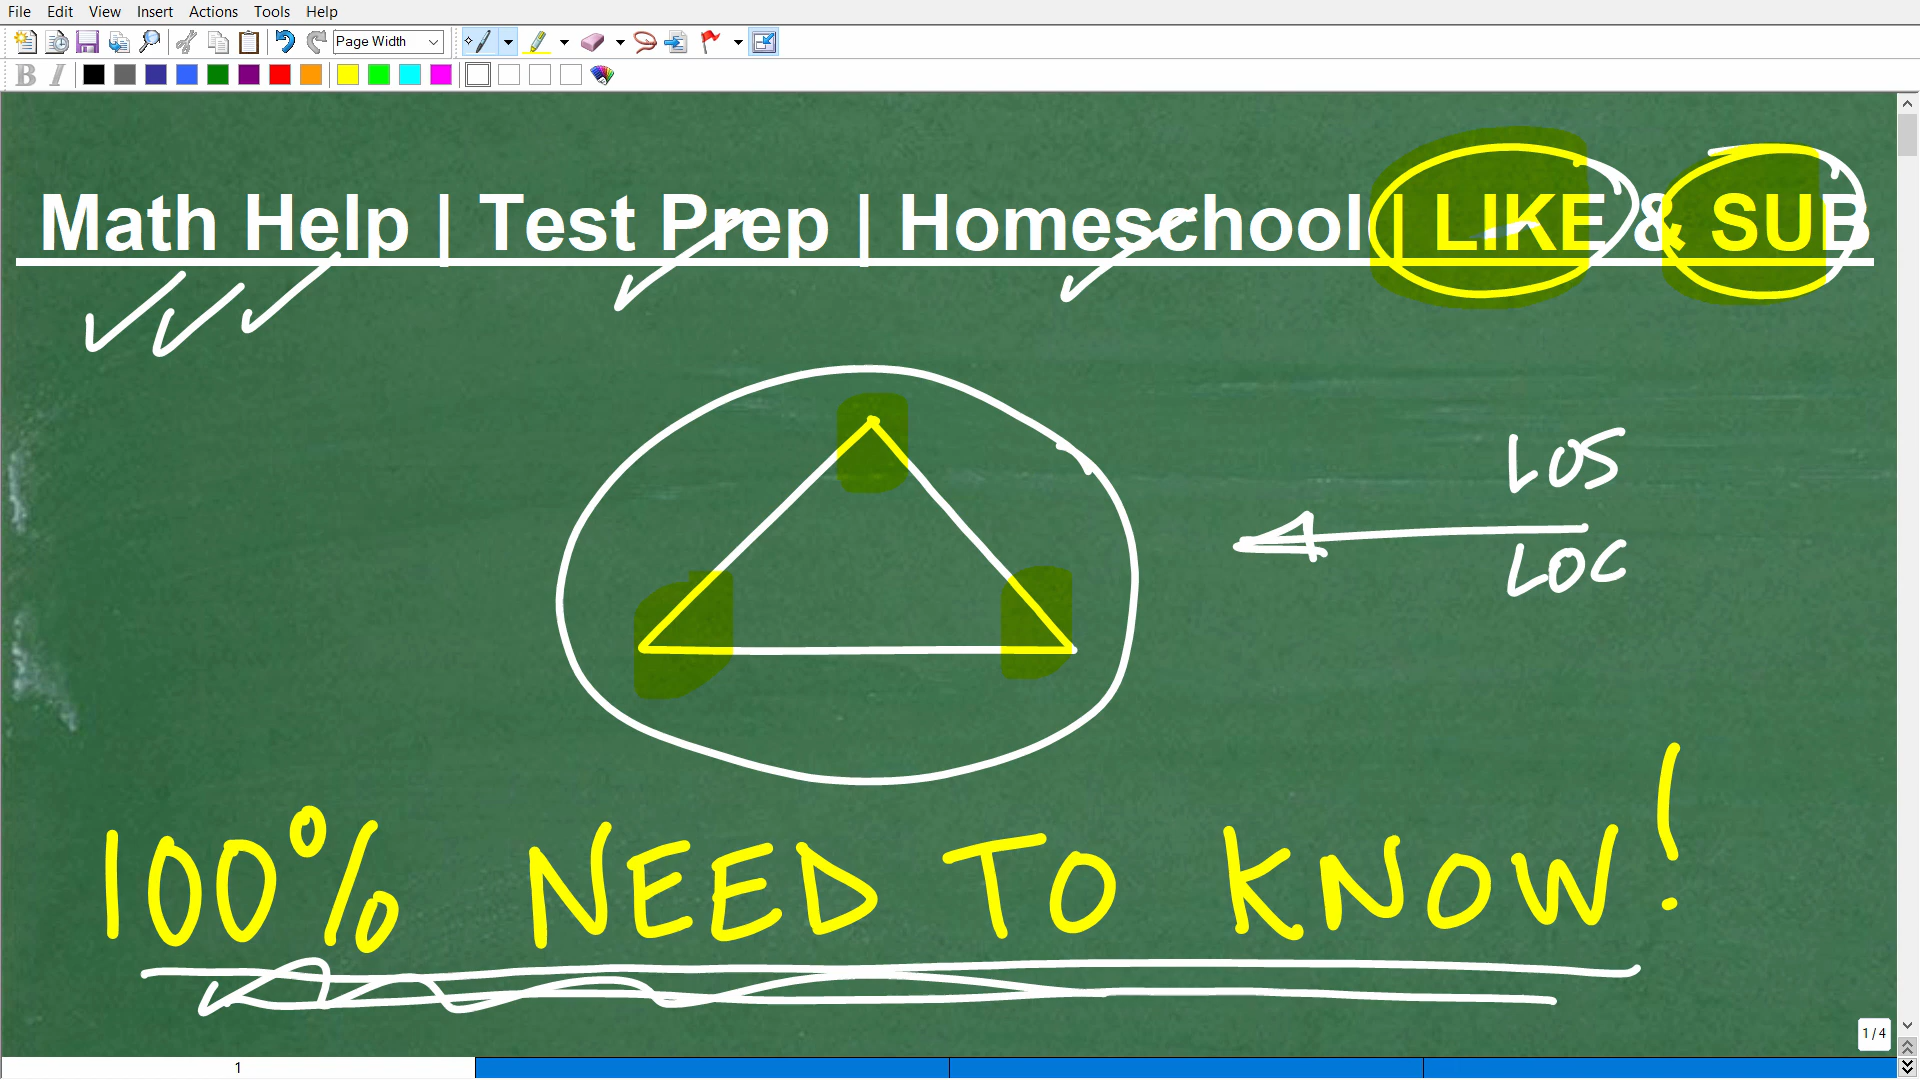 File Edit View Insert Actions Tools Help
Page Width
B I
Math Help | Test Prep | Homeschool | LIKE & SUB
LOS
LOC
100% NEED TO KNOW!
1 / 4
1